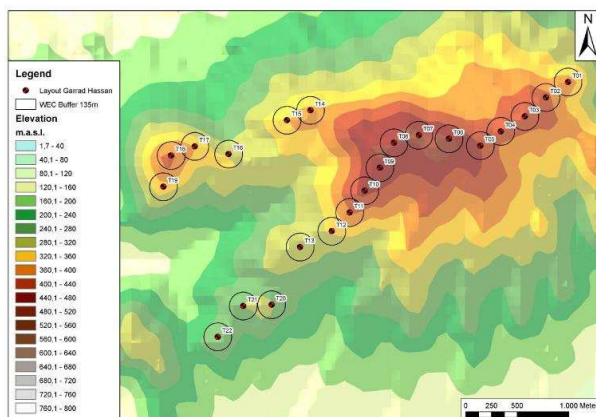 N
Legend
Layout Garrad Hassan
WEC Buffer 135m
Elevation
m.a.s.l.
1,7 - 40
40,1 - 80
80,1 - 120
120,1 - 160
160,1 - 200
200,1 - 240
240,1 - 280
280,1 - 320
320,1 - 360
360,1 - 400
400,1 - 440
440,1 - 480
480,1 - 520
520,1 - 560
560,1 - 600
600,1 - 640
640,1 - 680
680,1 - 720
720,1 - 760
760,1 - 800
T01
T02
T03
T04
T05
T06
T07
T08
T09
T10
T11
T12
T13
T14
T15
T16
T17
T18
T19
T20
T21
T22
0 250 500 1.000 Meter